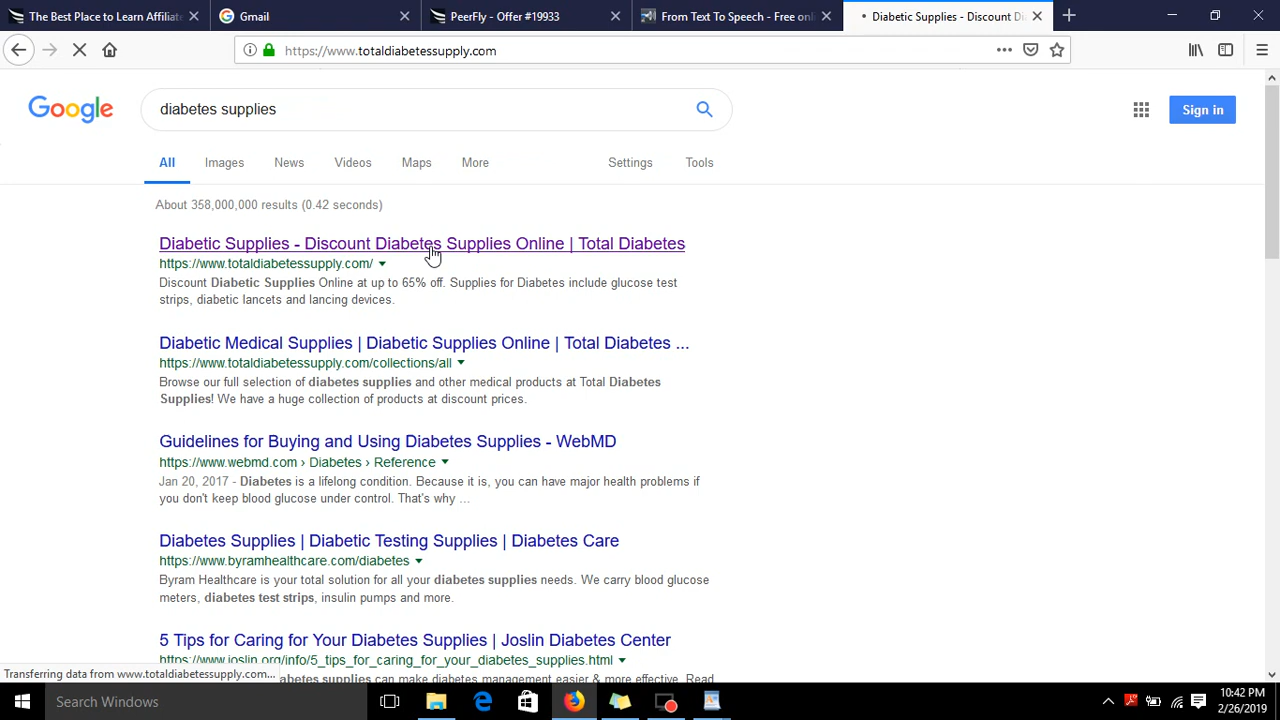 The Best Place to Learn Affiliate
Gmail
PeerFly - Offer #19933
From Text To Speech - Free onl
Diabetic Supplies - Discount Di
https://www.totaldiabetessupply.com
Google
diabetes supplies
Sign in
All
Images
News
Videos
Maps
More
Settings
Tools
About 358,000,000 results (0.42 seconds)
Diabetic Supplies - Discount Diabetes Supplies Online | Total Diabetes
https://www.totaldiabetessupply.com/
Discount Diabetic Supplies Online at up to 65% off. Supplies for Diabetes include glucose test
strips, diabetic lancets and lancing devices.
Diabetic Medical Supplies | Diabetic Supplies Online | Total Diabetes ...
https://www.totaldiabetessupply.com/collections/all
Browse our full selection of diabetes supplies and other medical products at Total Diabetes
Supplies! We have a huge collection of products at discount prices.
Guidelines for Buying and Using Diabetes Supplies - WebMD
https://www.webmd.com › Diabetes › Reference
Jan 20, 2017 - Diabetes is a lifelong condition. Because it is, you can have major health problems if
you don't keep blood glucose under control. That's why ...
Diabetes Supplies | Diabetic Testing Supplies | Diabetes Care
https://www.byramhealthcare.com/diabetes
Byram Healthcare is your total solution for all your diabetes supplies needs. We carry blood glucose
meters, diabetes test strips, insulin pumps and more.
5 Tips for Caring for Your Diabetes Supplies | Joslin Diabetes Center
https://www.joslin.org/info/5_tips_for_caring_for_your_diabetes_supplies.html
Transferring data from www.totaldiabetessupply.com...
supplies can make diabetes management easier & more effective. Read
Search Windows
10:42 PM
2/26/2019